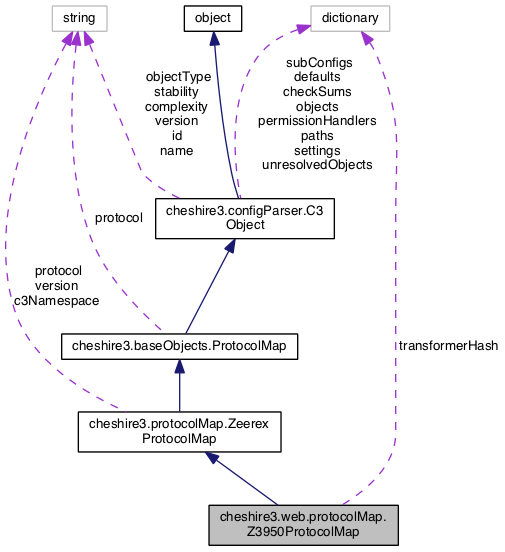 string
object
dictionary
objectType
stability
complexity
version
id
name
subConfigs
defaults
checkSums
objects
permissionHandlers
paths
settings
unresolvedObjects
cheshire3.configParser.C3
Object
protocol
protocol
version
c3Namespace
cheshire3.baseObjects.ProtocolMap
transformerHash
cheshire3.protocolMap.Zeerex
ProtocolMap
cheshire3.web.protocolMap.
Z3950ProtocolMap